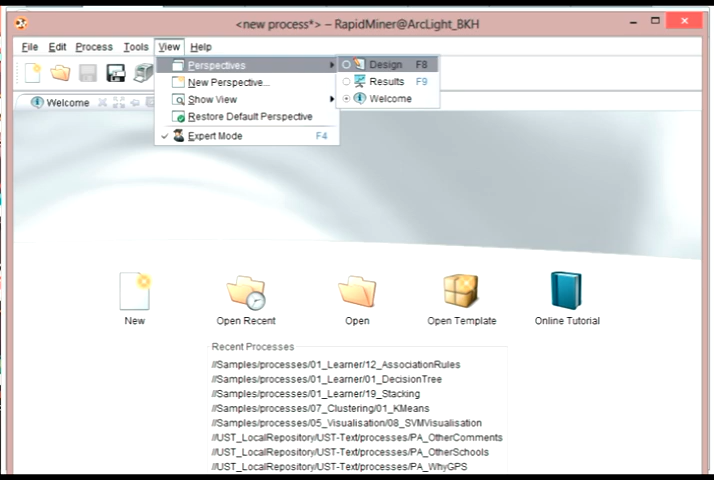 <new process*> – RapidMiner@ArcLight_BKH
File Edit Process Tools View Help
Perspectives
New Perspective...
Show View
Restore Default Perspective
Expert Mode F4
Design F8
Results F9
Welcome
Welcome
New
Open Recent
Open
Open Template
Online Tutorial
Recent Processes
//Samples/processes/01_Learner/12_AssociationRules
//Samples/processes/01_Learner/01_DecisionTree
//Samples/processes/01_Learner/19_Stacking
//Samples/processes/07_Clustering/01_KMeans
//Samples/processes/05_Visualisation/08_SVMVisualisation
//UST_LocalRepository/UST-Text/processes/PA_OtherComments
//UST_LocalRepository/UST-Text/processes/PA_OtherSchools
//UST_LocalRepository/UST-Text/processes/PA_WhyGPS